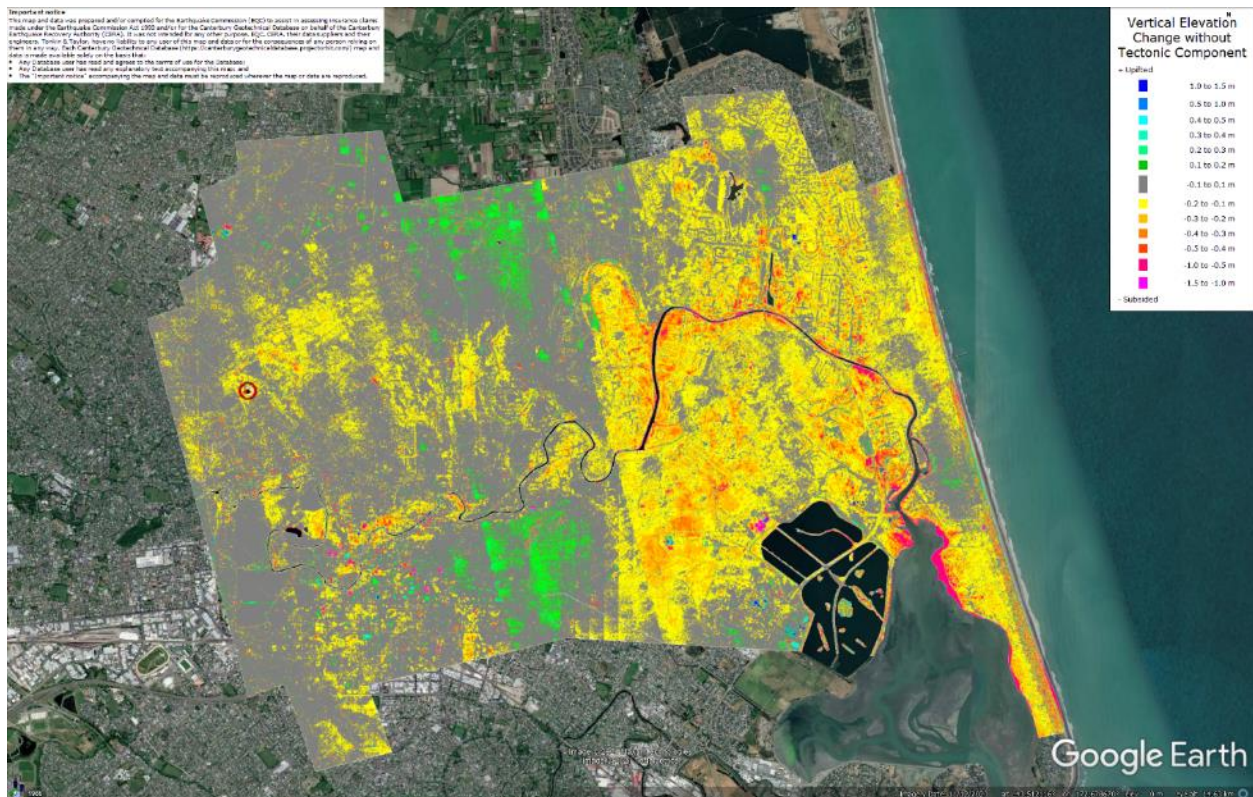 Important notice
This map and data was prepared and/or compiled for the Earthquake Commission (EQC) to assist in assessing insurance claims
made under the Earthquake Commission Act 1993 and/or for the Canterbury Geotechnical Database on behalf of the Canterbury
Earthquake Recovery Authority (CERA). It was not intended for any other purpose. EQC, CERA, their data suppliers and their
engineers, Tonkin & Taylor, have no liability to any user of this map and data or for the consequences of any person relying on
them in any way. Each Canterbury Geotechnical Database (https://canterburygeotechnicaldatabase.projectorbit.com/) map and
data is made available solely on the basis that:
• Any Database user has read and agrees to the terms of use for the Database;
• Any Database user has read any explanatory text accompanying this map; and
• The "Important notice" accompanying the map and data must be reproduced wherever the map or data are reproduced.
Vertical Elevation
Change without
Tectonic Component
+ Uplifted
1.0 to 1.5 m
0.5 to 1.0 m
0.4 to 0.5 m
0.3 to 0.4 m
0.2 to 0.3 m
0.1 to 0.2 m
-0.1 to 0.1 m
-0.2 to -0.1 m
-0.3 to -0.2 m
-0.4 to -0.3 m
-0.5 to -0.4 m
-1.0 to -0.5 m
-1.5 to -1.0 m
- Subsided
Google Earth